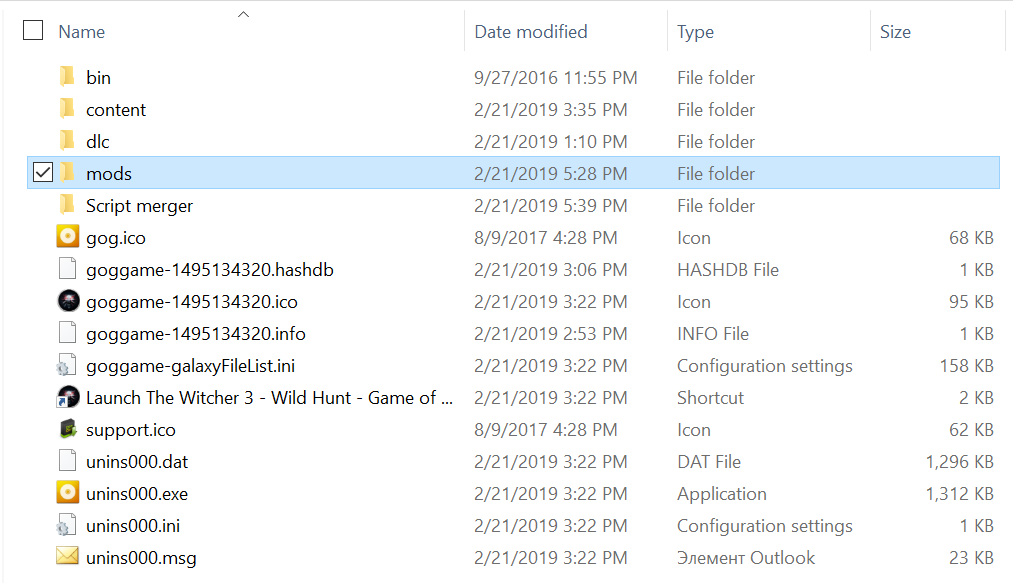 Name Date modified Type Size
bin 9/27/2016 11:55 PM File folder
content 2/21/2019 3:35 PM File folder
dlc 2/21/2019 1:10 PM File folder
mods 2/21/2019 5:28 PM File folder
Script merger 2/21/2019 5:39 PM File folder
gog.ico 8/9/2017 4:28 PM Icon 68 KB
goggame-1495134320.hashdb 2/21/2019 3:06 PM HASHDB File 1 KB
goggame-1495134320.ico 2/21/2019 3:22 PM Icon 95 KB
goggame-1495134320.info 2/21/2019 2:53 PM INFO File 1 KB
goggame-galaxyFileList.ini 2/21/2019 3:22 PM Configuration settings 158 KB
Launch The Witcher 3 - Wild Hunt - Game of ... 2/21/2019 3:22 PM Shortcut 2 KB
support.ico 8/9/2017 4:28 PM Icon 62 KB
unins000.dat 2/21/2019 3:22 PM DAT File 1,296 KB
unins000.exe 2/21/2019 3:22 PM Application 1,312 KB
unins000.ini 2/21/2019 3:22 PM Configuration settings 1 KB
unins000.msg 2/21/2019 3:22 PM Элемент Outlook 23 KB